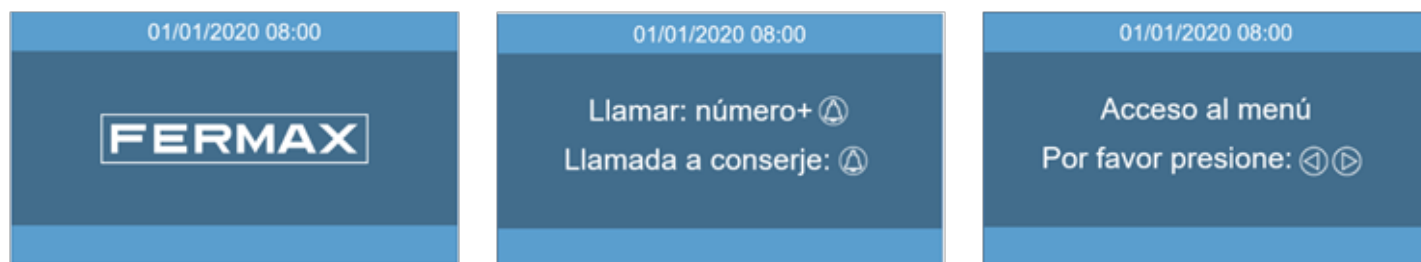 01/01/2020 08:00
FERMAX
01/01/2020 08:00
Llamar: número+
Llamada a conserje:
01/01/2020 08:00
Acceso al menú
Por favor presione: